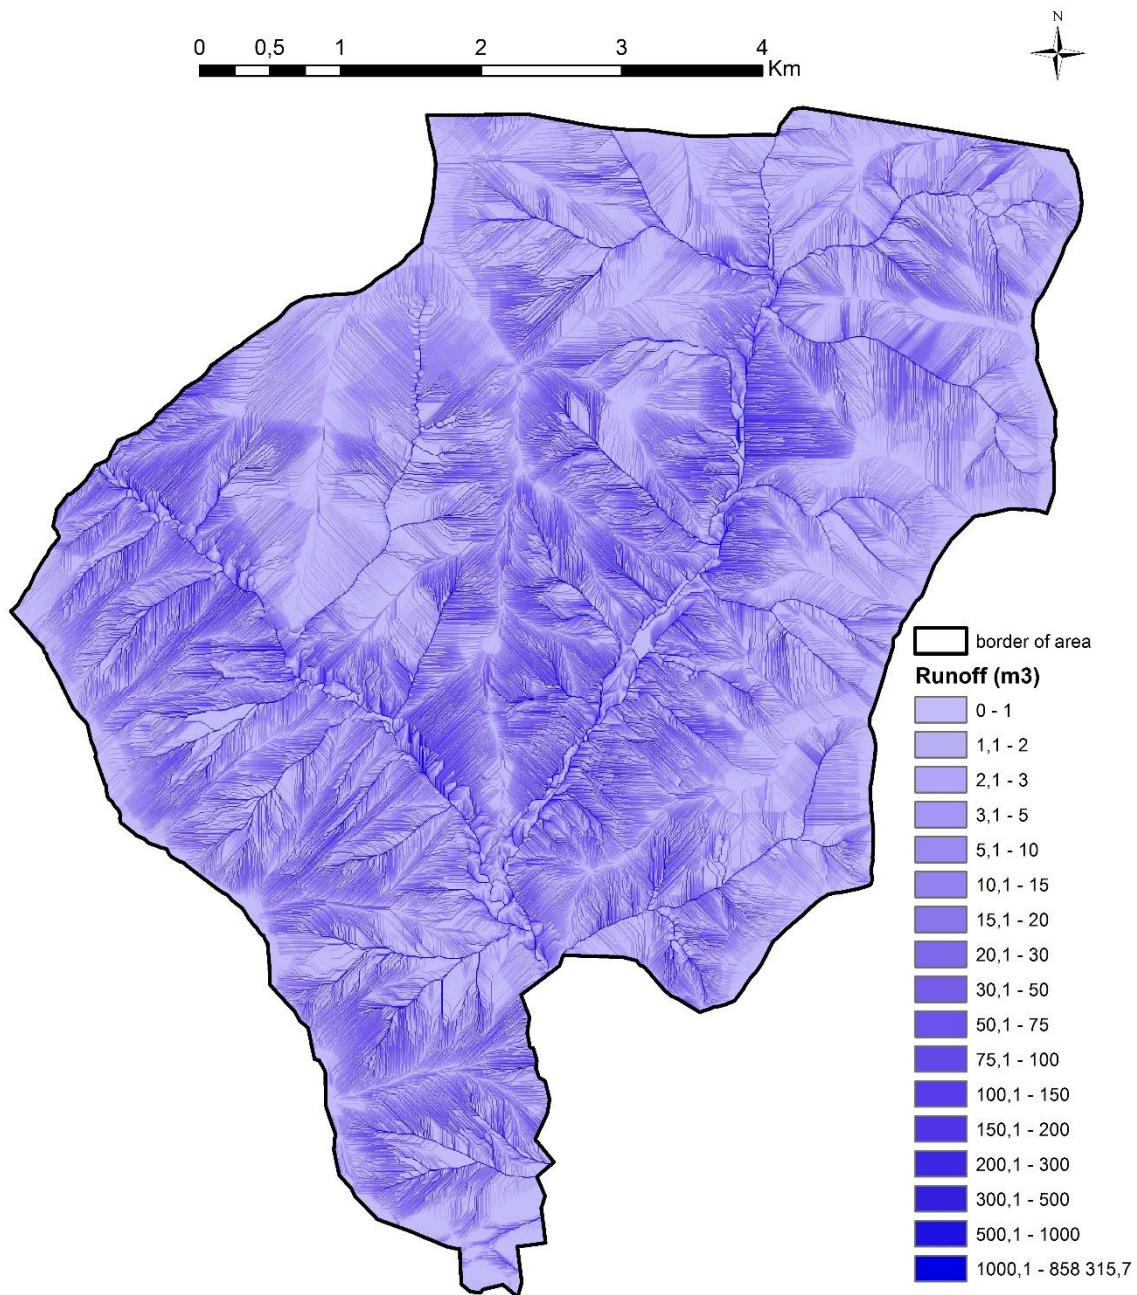 N
0 0,5 1 2 3 4
Km
border of area
Runoff (m3)
0 - 1
1,1 - 2
2,1 - 3
3,1 - 5
5,1 - 10
10,1 - 15
15,1 - 20
20,1 - 30
30,1 - 50
50,1 - 75
75,1 - 100
100,1 - 150
150,1 - 200
200,1 - 300
300,1 - 500
500,1 - 1000
1000,1 - 858 315,7